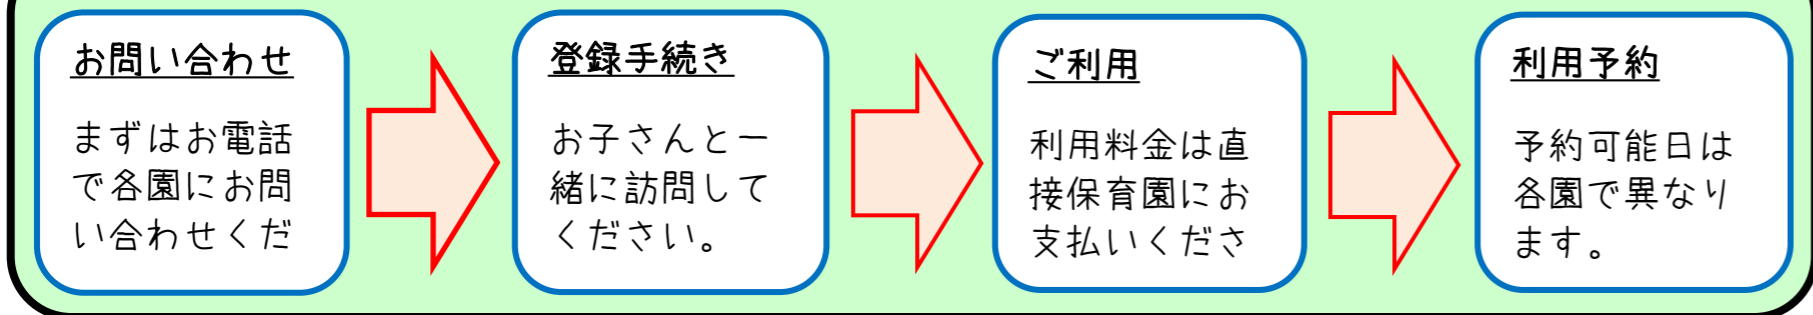 お問い合わせ
まずはお電話
で各園にお問
い合わせくだ
登録手続き
お子さんと一
緒に訪問して
ください。
ご利用
利用料金は直
接保育園にお
支払いくださ
利用予約
予約可能日は
各園で異なり
ます。